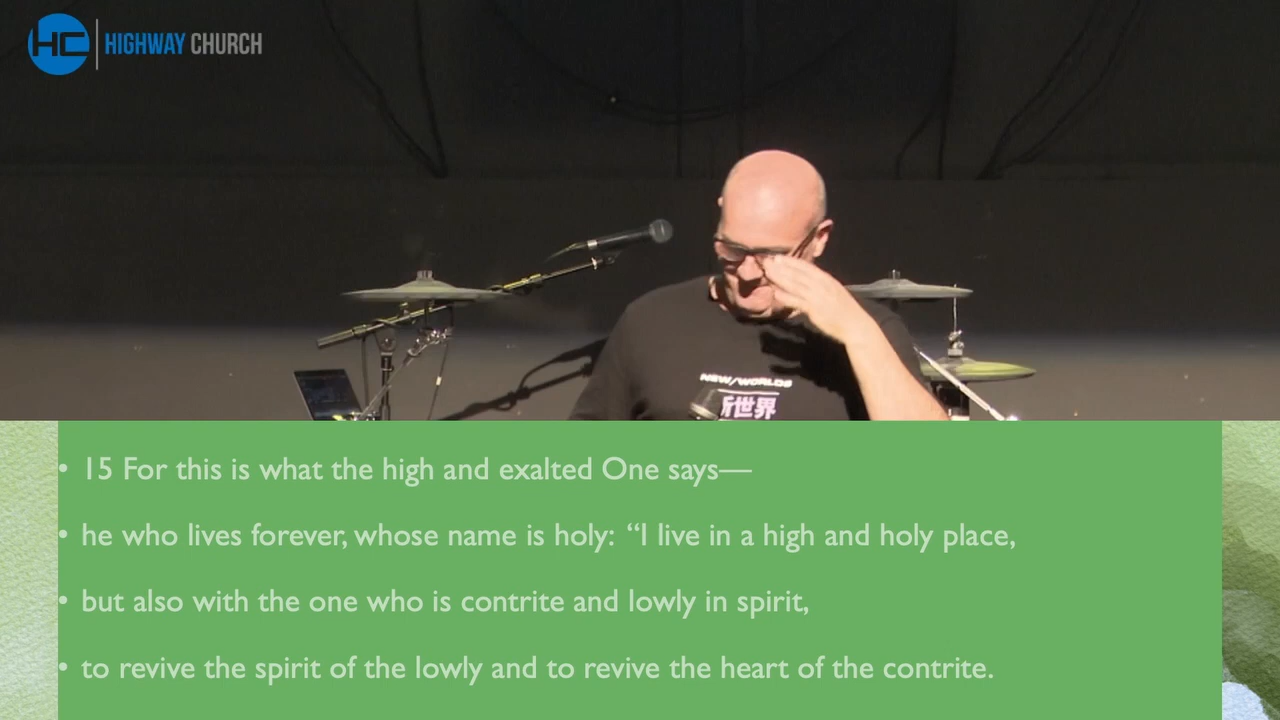 HC HIGHWAY CHURCH
NEW/WORLDS
新世界
• 15 For this is what the high and exalted One says—
• he who lives forever, whose name is holy: “I live in a high and holy place,
• but also with the one who is contrite and lowly in spirit,
• to revive the spirit of the lowly and to revive the heart of the contrite.